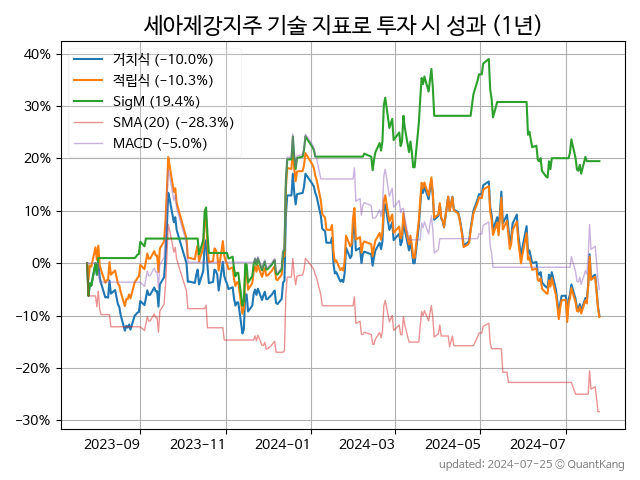 세아제강지주 기술 지표로 투자 시 성과 (1년)
40%
30%
20%
10%
0%
−10%
−20%
−30%
거치식 (−10.0%)
적립식 (−10.3%)
SigM (19.4%)
SMA(20) (−28.3%)
MACD (−5.0%)
2023-09
2023-11
2024-01
2024-03
2024-05
2024-07
updated: 2024-07-25 © QuantKang